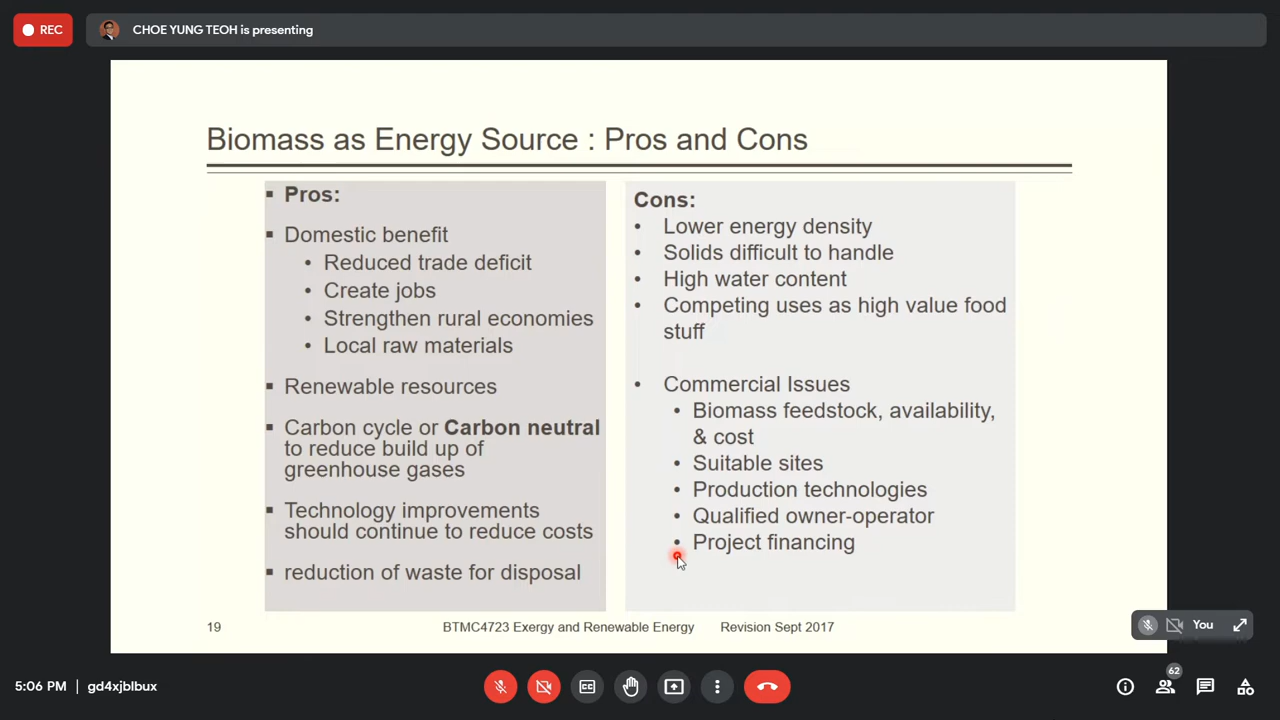 REC
CHOE YUNG TEOH is presenting
Biomass as Energy Source : Pros and Cons
▪ Pros:
▪ Domestic benefit
• Reduced trade deficit
• Create jobs
• Strengthen rural economies
• Local raw materials
▪ Renewable resources
▪ Carbon cycle or Carbon neutral
to reduce build up of
greenhouse gases
▪ Technology improvements
should continue to reduce costs
▪ reduction of waste for disposal
Cons:
• Lower energy density
• Solids difficult to handle
• High water content
• Competing uses as high value food
stuff
• Commercial Issues
• Biomass feedstock, availability,
& cost
• Suitable sites
• Production technologies
• Qualified owner-operator
• Project financing
19
BTMC4723 Exergy and Renewable Energy Revision Sept 2017
You
5:06 PM | gd4xjblbux
62